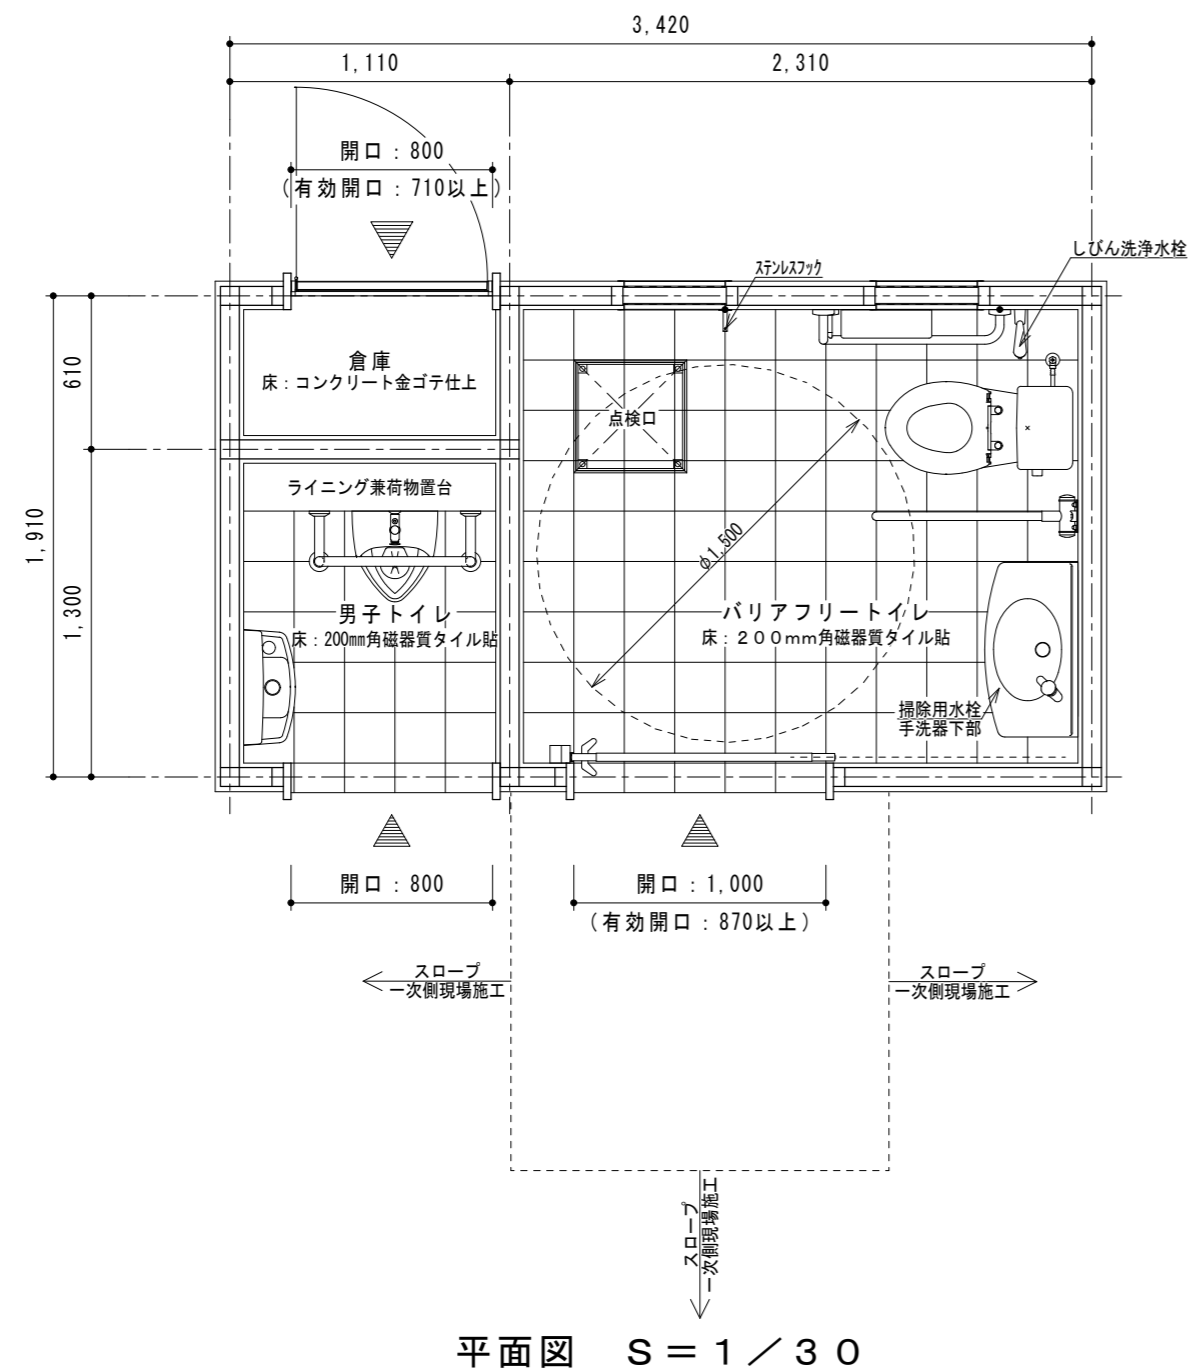 3,420
1,110
2,310
開口：800
（有効開口：710以上）
ステンレスフック
しびん洗浄水栓
610
倉庫
床：コンクリート金ゴテ仕上
点検口
ライニング兼荷物置台
1,910
1,300
φ1,500
男子トイレ
床：200㎜角磁器質タイル貼
バリアフリートイレ
床：２００ｍｍ角磁器質タイル貼
掃除用水栓
手洗器下部
開口：800
開口：1,000
（有効開口：870以上）
スロープ
一次側現場施工
スロープ
一次側現場施工
スロープ
一次側現場施工
平面図　Ｓ＝１／３０